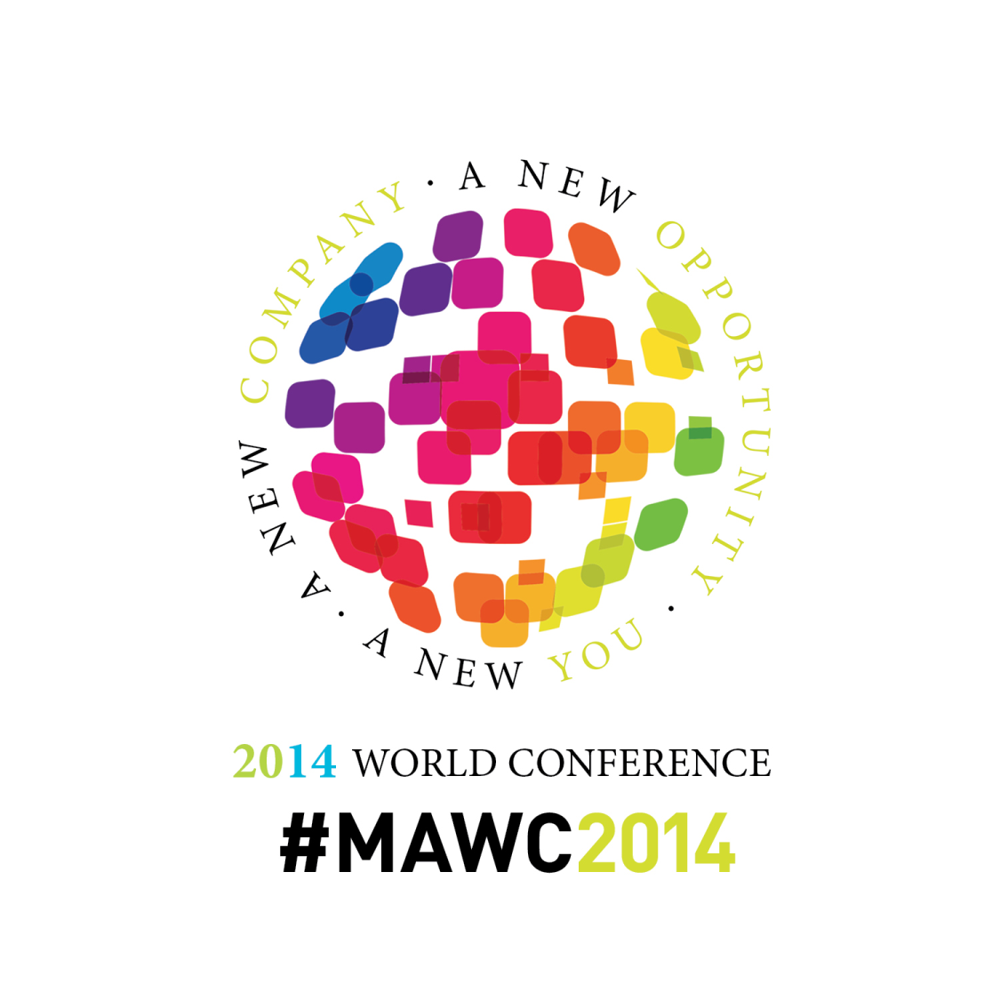 A NEW COMPANY · A NEW OPPORTUNITY · A NEW YOU ·
2014 WORLD CONFERENCE
#MAWC2014